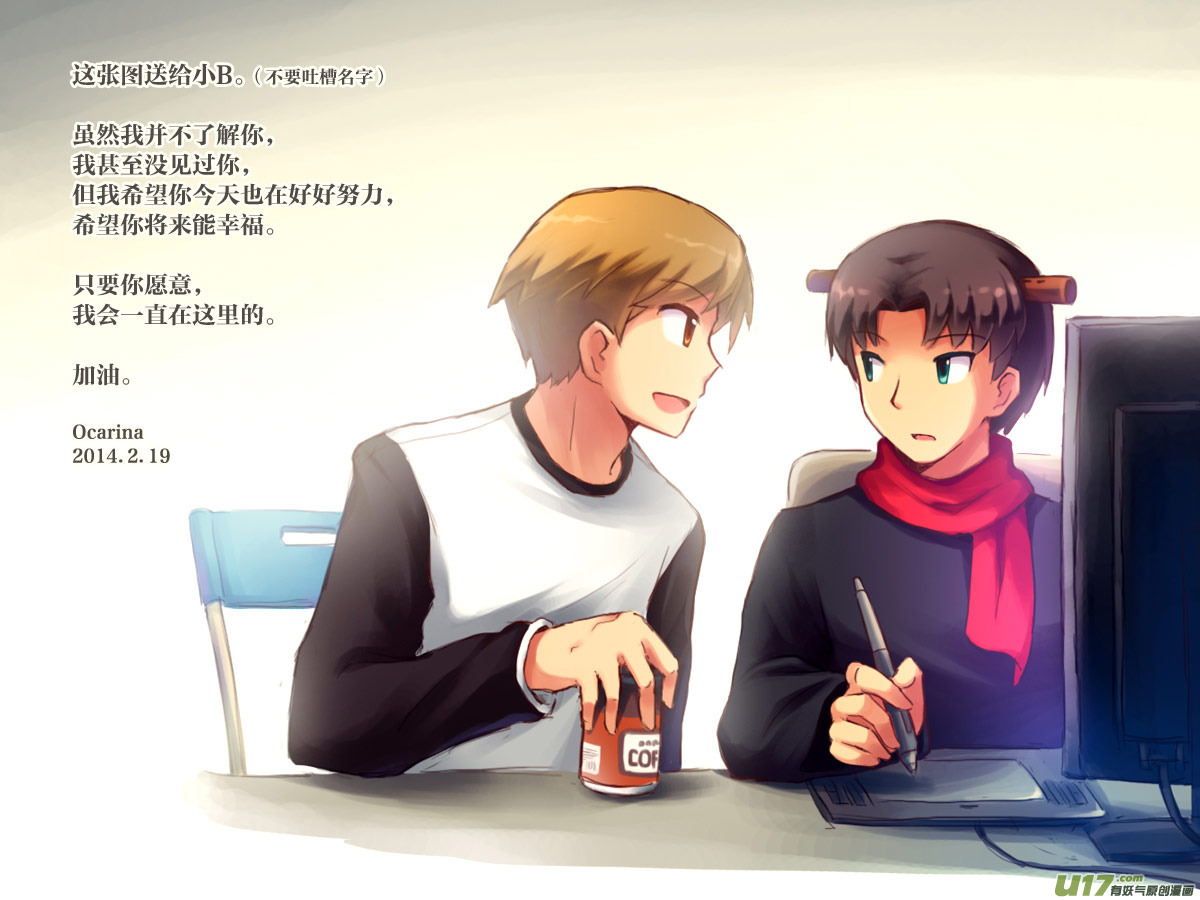 这张图送给小B。（不要吐槽名字）
虽然我并不了解你，
我甚至没见过你，
但我希望你今天也在好好努力，
希望你将来能幸福。
只要你愿意，
我会一直在这里的。
加油。
Ocarina
2014.2.19
COF
U17.com
有妖气原创漫画